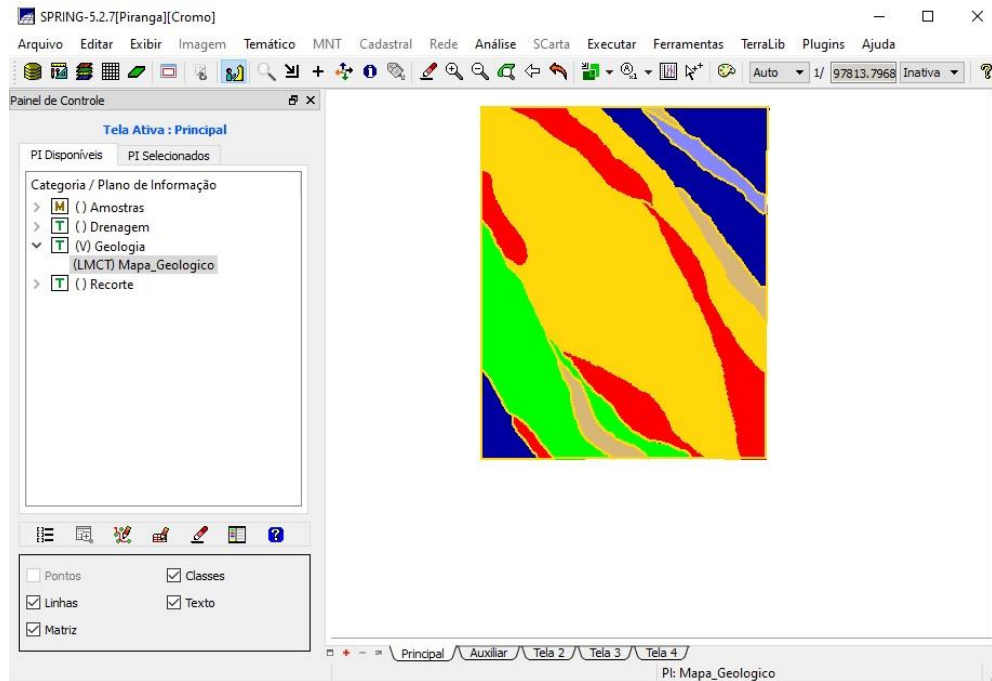 SPRING-5.2.7[Piranga][Cromo]
Arquivo Editar Exibir Imagem Temático MNT Cadastral Rede Análise SCarta Executar Ferramentas TerraLib Plugins Ajuda
Auto 1/ 97813.7968 Inativa
Painel de Controle
Tela Ativa : Principal
PI Disponíveis PI Selecionados
Categoria / Plano de Informação
M () Amostras
T () Drenagem
T (V) Geologia
(LMCT) Mapa_Geologico
T () Recorte
Pontos Classes
Linhas Texto
Matriz
Principal Auxiliar Tela 2 Tela 3 Tela 4
PI: Mapa_Geologico